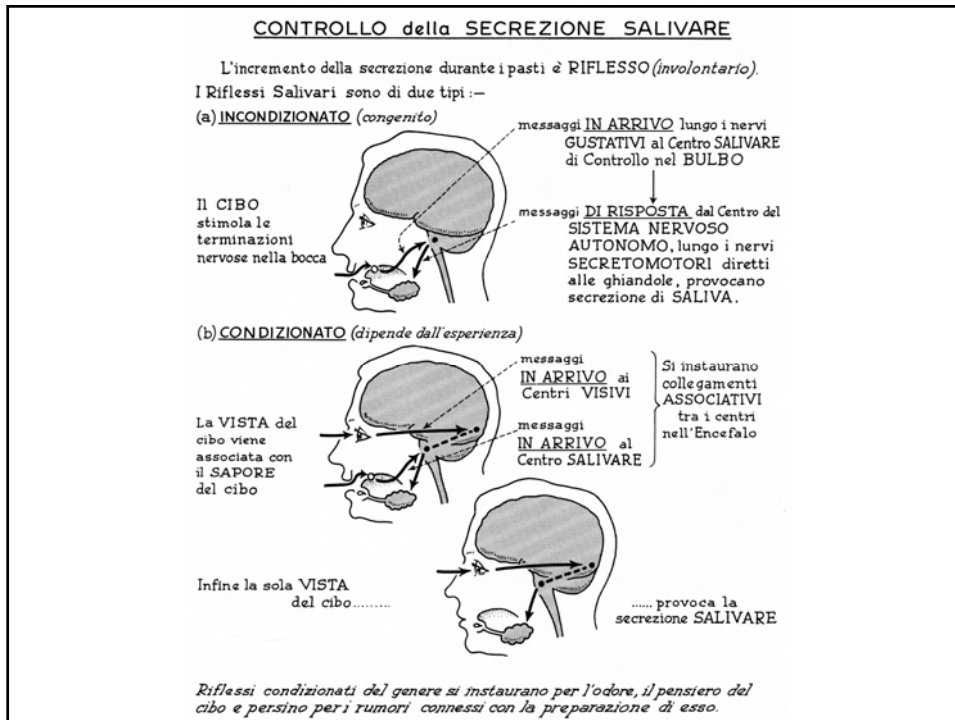 CONTROLLO della SECREZIONE SALIVARE
L'incremento della secrezione durante i pasti è RIFLESSO (involontario).
I Riflessi Salivari sono di due tipi :—
(a) INCONDIZIONATO (congenito)
Il CIBO
stimola le
terminazioni
nervose nella bocca
messaggi IN ARRIVO lungo i nervi
GUSTATIVI al Centro SALIVARE
di Controllo nel BULBO
messaggi DI RISPOSTA dal Centro del
SISTEMA NERVOSO
AUTONOMO, lungo i nervi
SECRETOMOTORI diretti
alle ghiandole, provocano
secrezione di SALIVA.
(b) CONDIZIONATO (dipende dall'esperienza)
La VISTA del
cibo viene
associata con
il SAPORE
del cibo
messaggi
IN ARRIVO ai
Centri VISIVI
messaggi
IN ARRIVO al
Centro SALIVARE
Si instaurano
collegamenti
ASSOCIATIVI
tra i centri
nell'Encefalo
Infine la sola VISTA
del cibo.........
...... provoca la
secrezione SALIVARE
Riflessi condizionati del genere si instaurano per l'odore, il pensiero del
cibo e persino per i rumori connessi con la preparazione di esso.